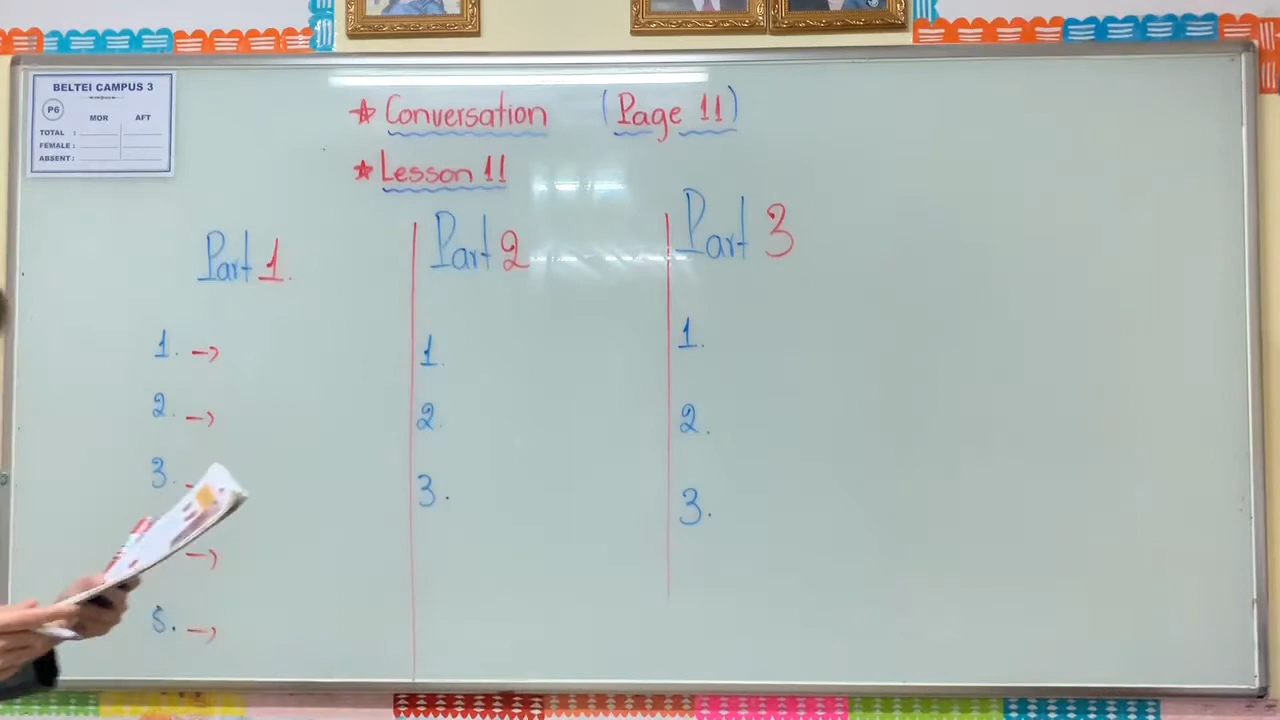 BELTEI CAMPUS 3
P6
MOR AFT
TOTAL :
FEMALE :
ABSENT :
★ Conversation (Page 11)
★ Lesson 11
Part 1.
1. →
2. →
3.
→
5. →
Part 2
1.
2.
3.
Part 3
1.
2.
3.